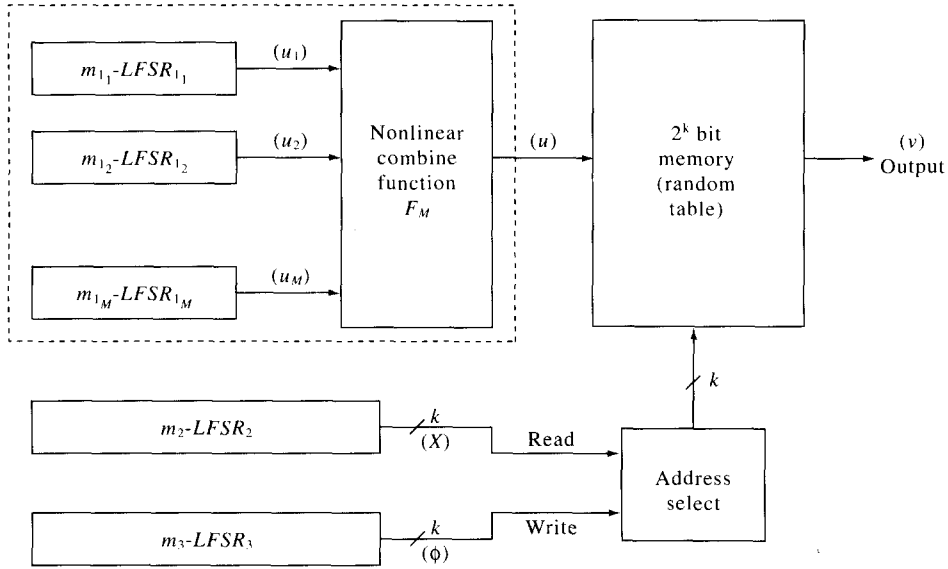 m₁₁-LFSR₁₁
(u₁)
m₁₂-LFSR₁₂
(u₂)
m₁M-LFSR₁M
(uM)
Nonlinear
combine
function
F_M
(u)
2ᵏ bit
memory
(random
table)
(v)
Output
k
m₂-LFSR₂
k
(X)
Read
m₃-LFSR₃
k
(ϕ)
Write
Address
select